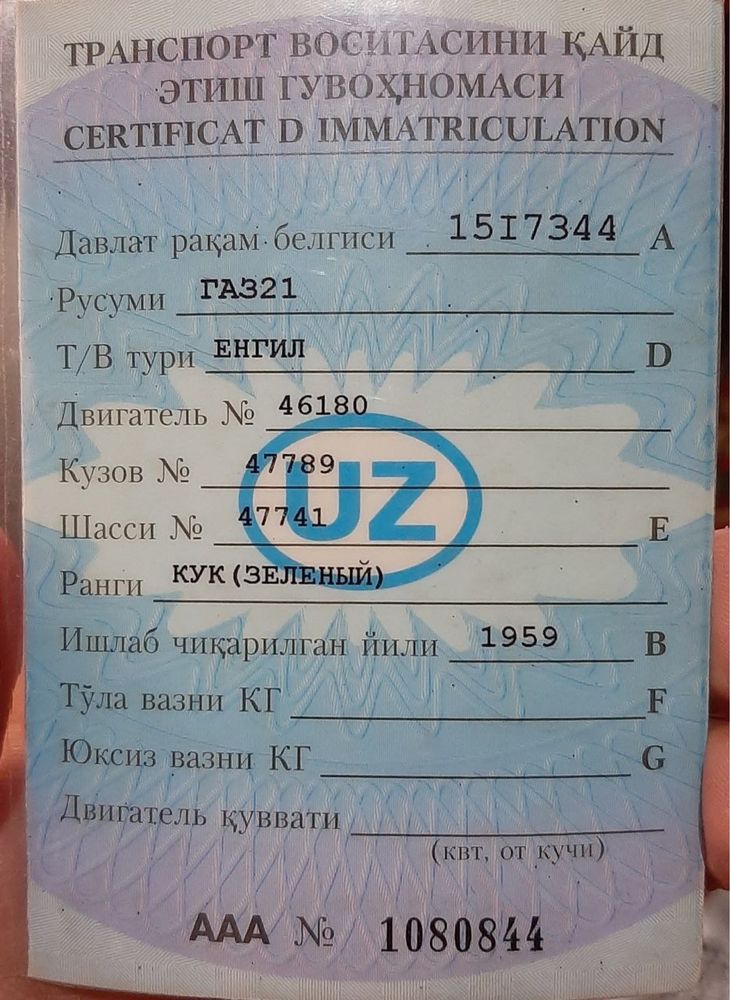 ТРАНСПОРТ ВОСИТАСИНИ ҚАЙД
ЭТИШ ГУВОҲНОМАСИ
CERTIFICAT D IMMATRICULATION
Давлат рақам белгиси 15I7344 A
Русуми ГАЗ21
Т/В тури ЕНГИЛ D
Двигатель № 46180
Кузов № 47789
UZ
Шасси № 47741 E
Ранги КУК (ЗЕЛЕНЫЙ)
Ишлаб чиқарилган йили 1959 B
Тўла вазни КГ F
Юксиз вазни КГ G
Двигатель қуввати
(квт, от кучи)
ААА № 1080844